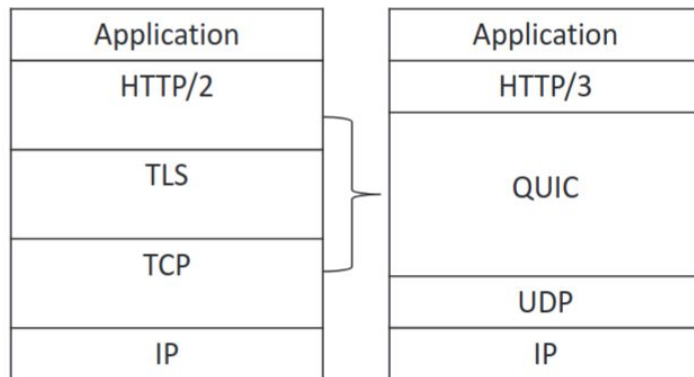 Application
HTTP/2
TLS
TCP
IP
Application
HTTP/3
QUIC
UDP
IP